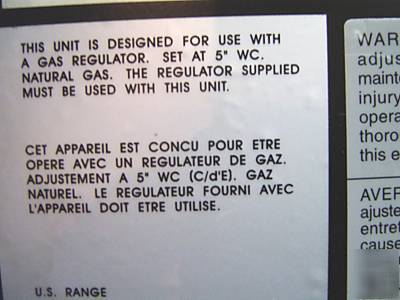 THIS UNIT IS DESIGNED FOR USE WITH
A GAS REGULATOR. SET AT 5" WC.
NATURAL GAS. THE REGULATOR SUPPLIED
MUST BE USED WITH THIS UNIT.
CET APPAREIL EST CONCU POUR ETRE
OPERE AVEC UN REGULATEUR DE GAZ.
ADJUSTEMENT A 5" WC (C/d'E). GAZ
NATUREL. LE REGULATEUR FOURNI AVEC
L'APPAREIL DOIT ETRE UTILISE.
U.S. RANGE
WAR
adjus
mainte
injury
opera
thoro
this e
AVER
ajuste
entret
cause